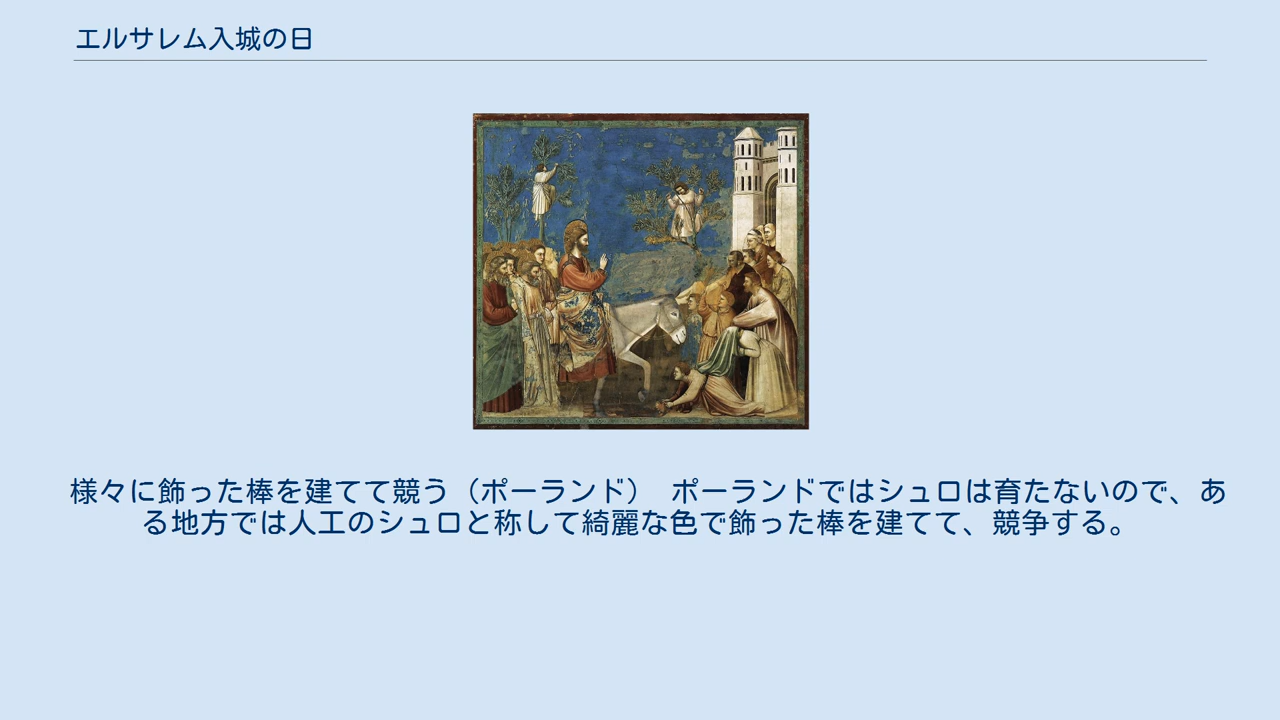 エルサレム入城の日
様々に飾った棒を建てて競う（ポーランド） ポーランドではシュロは育たないので、あ
る地方では人工のシュロと称して綺麗な色で飾った棒を建てて、競争する。